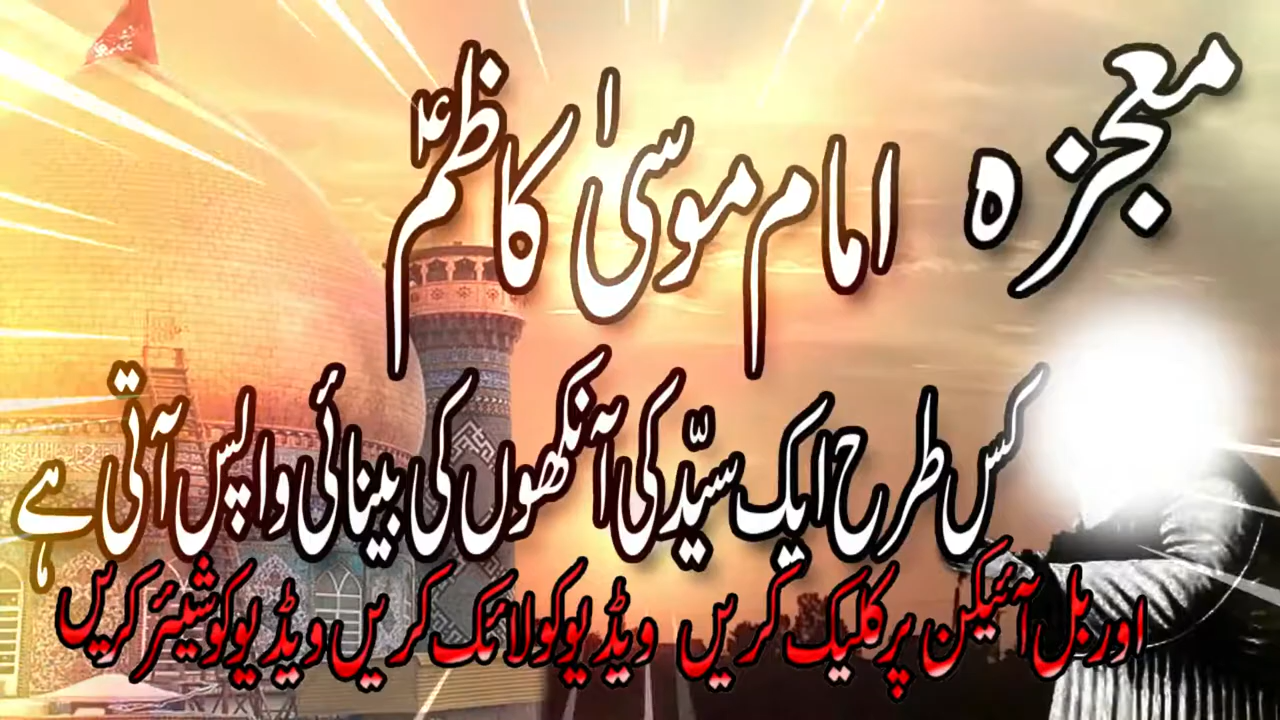 معجزہ امام موسیٰ کاظمؑ
کس طرح ایک سیّد کی آنکھوں کی بینائی واپس آتی ہے
اور بل آئیکن پر کلیک کریں ویڈیو کو لائک کریں ویڈیو کو شیئر کریں